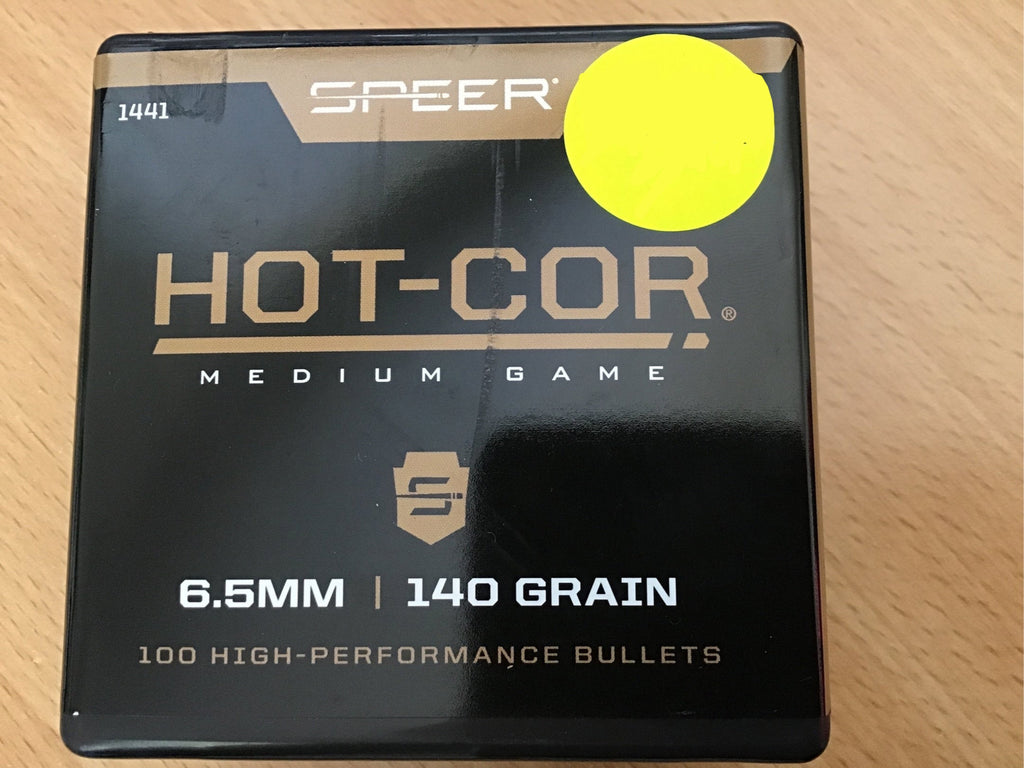 1441
SPEER
HOT-COR®
MEDIUM GAME
6.5MM | 140 GRAIN
100 HIGH-PERFORMANCE BULLETS